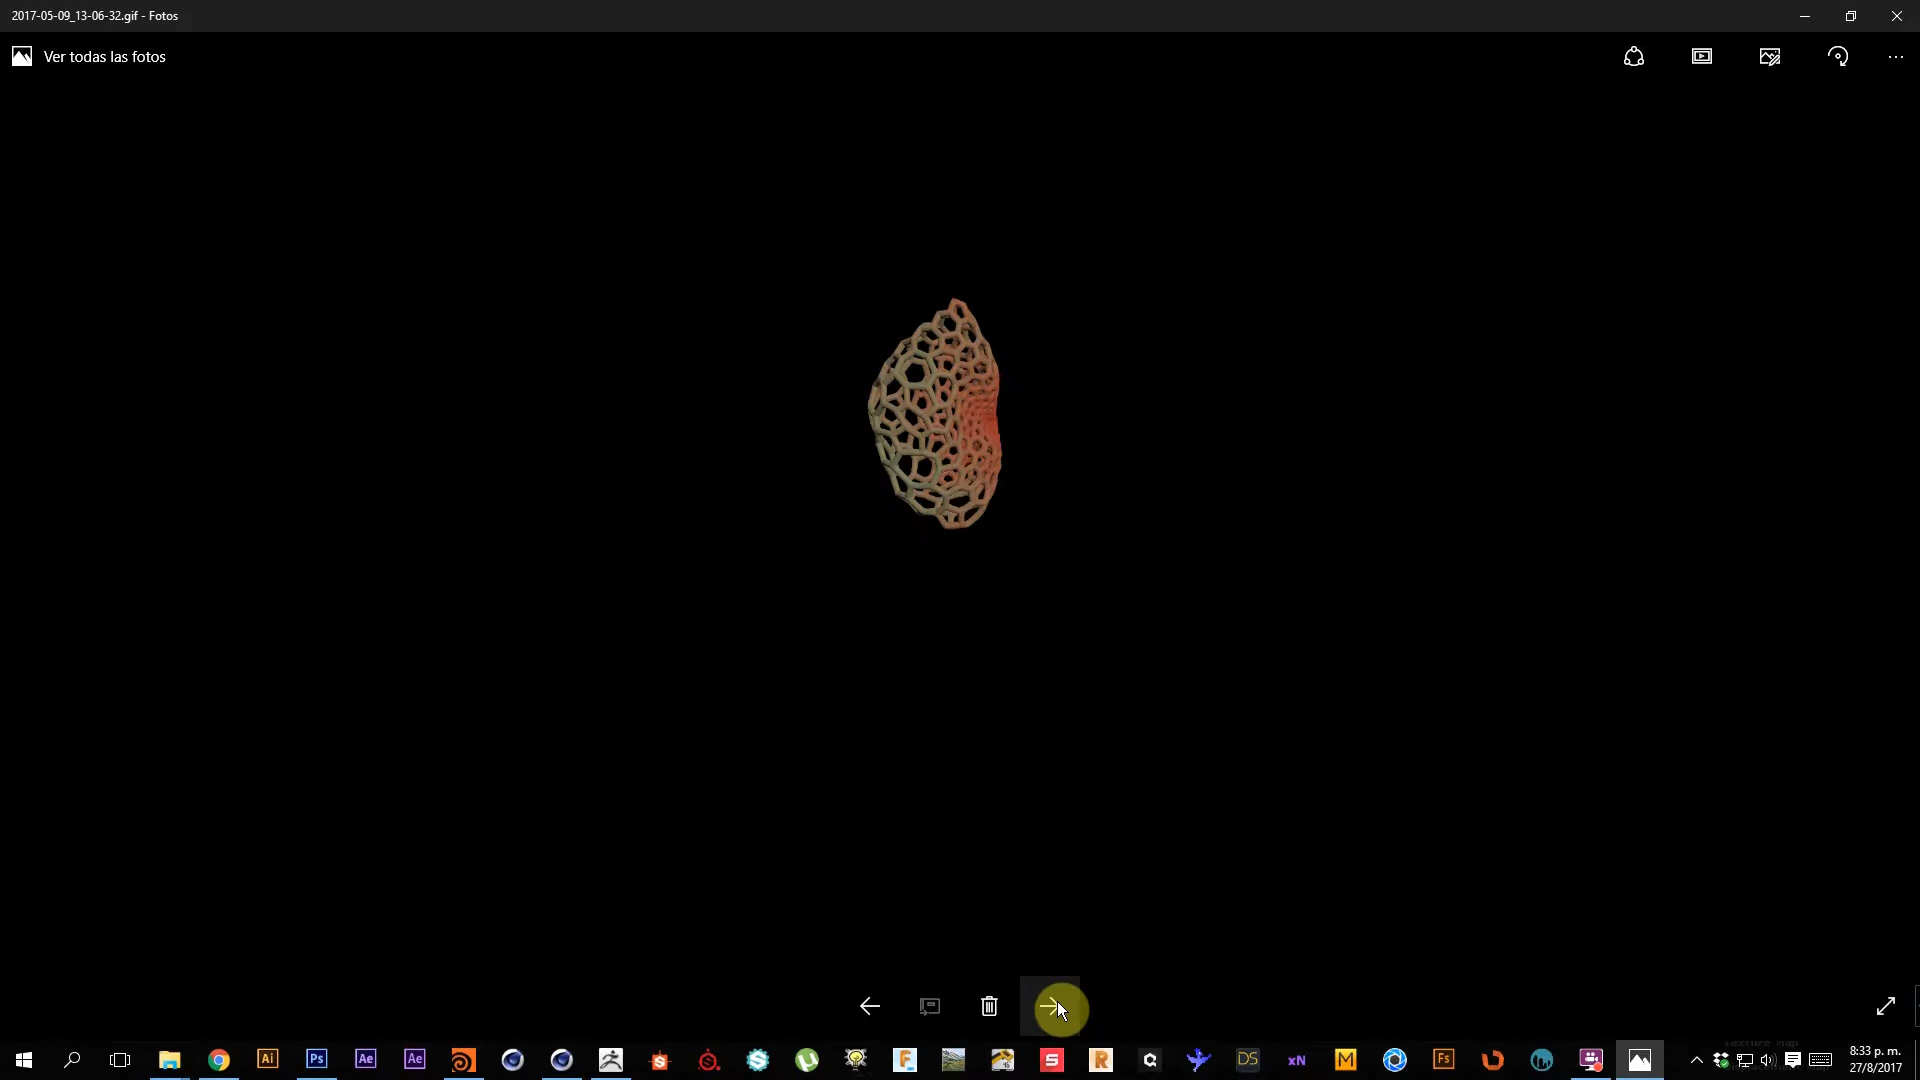 2017-05-09_13-06-32.gif - Fotos
Ver todas las fotos
Ai
Ps
Ae
Ae
F
S
R
DS
xN
M
Fs
8:33 p. m.
27/8/2017